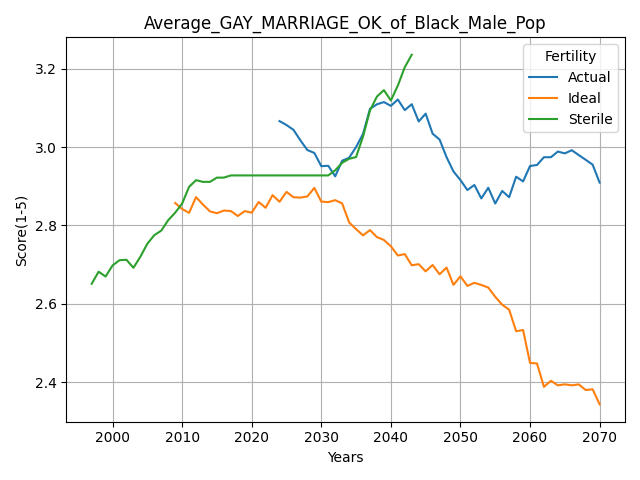 Average_GAY_MARRIAGE_OK_of_Black_Male_Pop
Fertility
Actual
Ideal
Sterile
Score(1-5)
3.2
3.0
2.8
2.6
2.4
2000 2010 2020 2030 2040 2050 2060 2070
Years